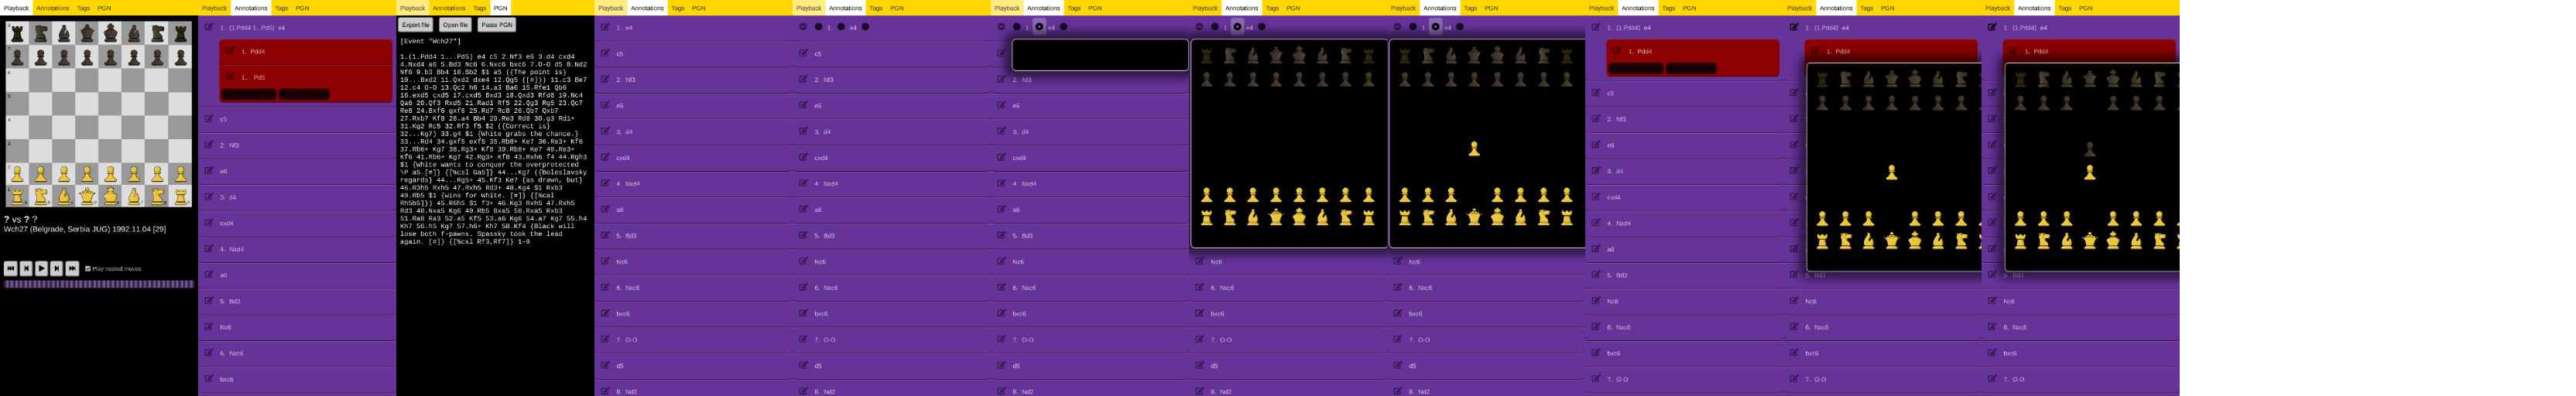 Playback Annotations Tags PGN
? vs ? ?
Wch27 (Belgrade, Serbia JUG) 1992.11.04 [29]
Play nested moves
Playback Annotations Tags PGN
1. (1.Pdd4 1...Pd5) e4
1. Pdd4
1... Pd5
c5
2. Nf3
e6
3. d4
cxd4
4. Nxd4
a6
5. Bd3
Nc6
6. Nxc6
bxc6
Playback Annotations Tags PGN
Export file Open file Paste PGN
[Event "Wch27"]
1.(1.Pdd4 1...Pd5) e4 c5 2.Nf3 e6 3.d4 cxd4
4.Nxd4 a6 5.Bd3 Nc6 6.Nxc6 bxc6 7.O-O d5 8.Nd2
Nf6 9.b3 Bb4 10.Bb2 $1 a5 ({The point is}
10...Bxd2 11.Qxd2 dxe4 12.Qg5 {[#]}) 11.c3 Be7
12.c4 O-O 13.Qc2 h6 14.a3 Ba6 15.Rfe1 Qb6
16.exd5 cxd5 17.cxd5 Bxd3 18.Qxd3 Rfd8 19.Nc4
Qa6 20.Qf3 Rxd5 21.Rad1 Rf5 22.Qg3 Rg5 23.Qc7
Re8 24.Bxf6 gxf6 25.Rd7 Rc8 26.Qb7 Qxb7
27.Rxb7 Kf8 28.a4 Bb4 29.Re3 Rd8 30.g3 Rd1+
31.Kg2 Rc5 32.Rf3 f5 $2 ({Correct is}
32...Kg7) 33.g4 $1 {White grabs the chance.}
33...Rd4 34.gxf5 exf5 35.Rb8+ Ke7 36.Re3+ Kf6
37.Rb6+ Kg7 38.Rg3+ Kf8 39.Rb8+ Ke7 40.Re3+
Kf6 41.Rb6+ Kg7 42.Rg3+ Kf8 43.Rxh6 f4 44.Rgh3
$1 {White wants to conquer the overprotected
\P a5.[#]} {[%csl Ga5]} 44...Kg7 ({Boleslavsky
regards} 44...Rg5+ 45.Kf3 Ke7 {as drawn, but}
46.R3h5 Rxh5 47.Rxh5 Rd3+ 48.Kg4 $1 Rxb3
49.Rb5 $1 {wins for White. [#]} {[%cal
Rh5b5]}) 45.R6h5 $1 f3+ 46.Kg3 Rxh5 47.Rxh5
Rd3 48.Nxa5 Kg6 49.Rb5 Bxa5 50.Rxa5 Rxb3
51.Ra8 Ra3 52.a5 Kf5 53.a6 Kg6 54.a7 Kg7 55.h4
Kh7 56.h5 Kg7 57.h6+ Kh7 58.Kf4 {Black will
lose both f-pawns. Spassky took the lead
again. [#]} {[%csl Rf3,Rf7]} 1-0
Playback Annotations Tags PGN
1. e4
c5
2. Nf3
e6
3. d4
cxd4
4. Nxd4
a6
5. Bd3
Nc6
6. Nxc6
bxc6
7. O-O
d5
8. Nd2
Playback Annotations Tags PGN
1. e4
c5
2. Nf3
e6
3. d4
cxd4
4. Nxd4
a6
5. Bd3
Nc6
6. Nxc6
bxc6
7. O-O
d5
8. Nd2
Playback Annotations Tags PGN
1. e4
2. Nf3
e6
3. d4
cxd4
4. Nxd4
a6
5. Bd3
Nc6
6. Nxc6
bxc6
7. O-O
d5
8. Nd2
Playback Annotations Tags PGN
1. e4
Nc6
6. Nxc6
bxc6
7. O-O
d5
8. Nd2
Playback Annotations Tags PGN
1. e4
Nc6
6. Nxc6
bxc6
7. O-O
d5
8. Nd2
Playback Annotations Tags PGN
1. (1.Pdd4) e4
1. Pdd4
c5
2. Nf3
e6
3. d4
cxd4
4. Nxd4
a6
5. Bd3
Nc6
6. Nxc6
bxc6
7. O-O
Playback Annotations Tags PGN
1. (1.Pdd4) e4
1. Pdd4
5. Bd3
Nc6
6. Nxc6
bxc6
7. O-O
Playback Annotations Tags PGN
1. (1.Pdd4) e4
1. Pdd4
5. Bd3
Nc6
6. Nxc6
bxc6
7. O-O